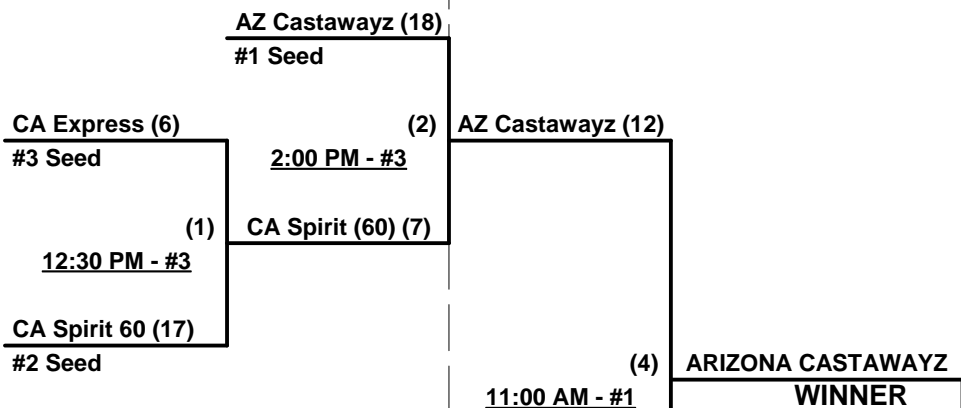 AZ Castawayz (18)
#1 Seed
CA Express (6)
(2)
AZ Castawayz (12)
#3 Seed
2:00 PM - #3
(1)
CA Spirit (60) (7)
12:30 PM - #3
CA Spirit 60 (17)
#2 Seed
(4)
ARIZONA CASTAWAYZ
11:00 AM - #1
WINNER